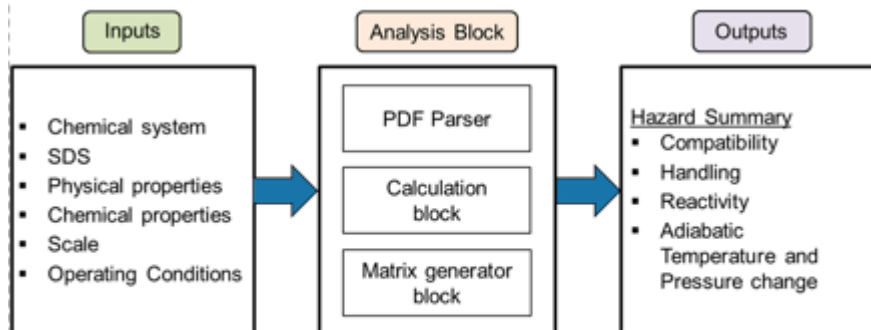 Inputs
Chemical system
SDS
Physical properties
Chemical properties
Scale
Operating Conditions
Analysis Block
PDF Parser
Calculation
block
Matrix generator
block
Outputs
Hazard Summary
Compatibility
Handling
Reactivity
Adiabatic
Temperature and
Pressure change